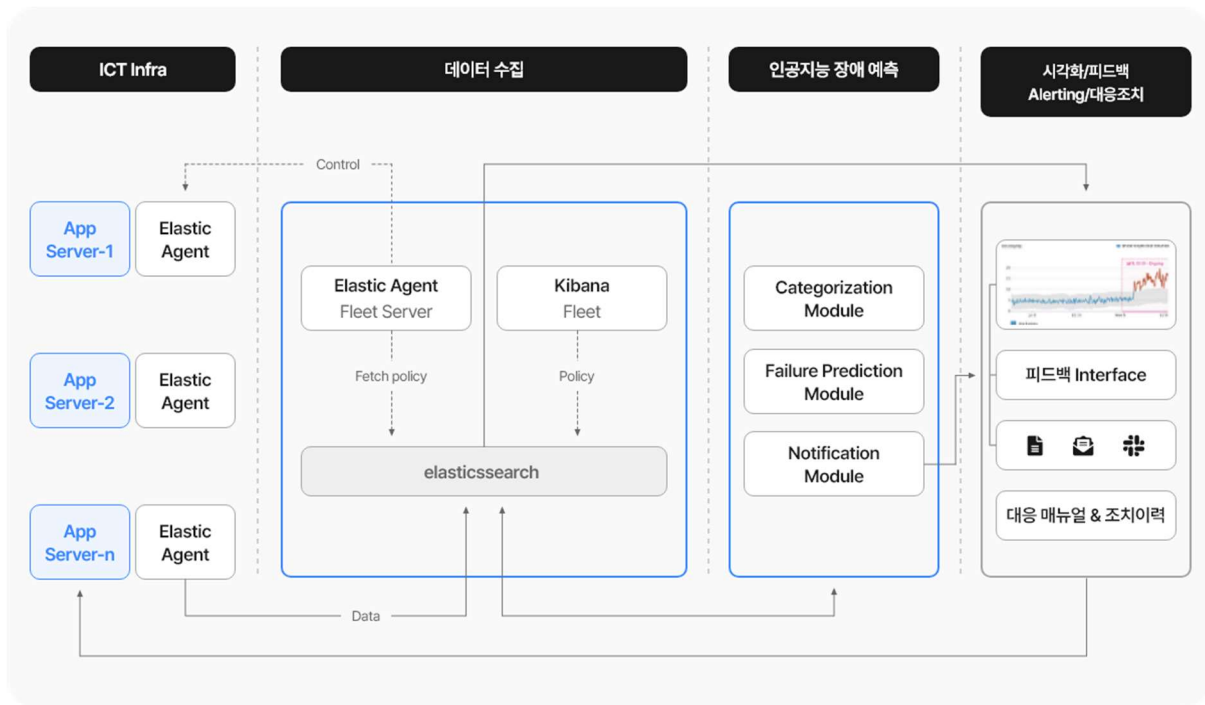 ICT Infra
데이터 수집
인공지능 장애 예측
시각화/피드백
Alerting/대응조치
Control
App
Server-1
Elastic
Agent
App
Server-2
Elastic
Agent
App
Server-n
Elastic
Agent
Elastic Agent
Fleet Server
Kibana
Fleet
Fetch policy
Policy
elasticssearch
Data
Categorization
Module
Failure Prediction
Module
Notification
Module
피드백 Interface
대응 매뉴얼 & 조치이력